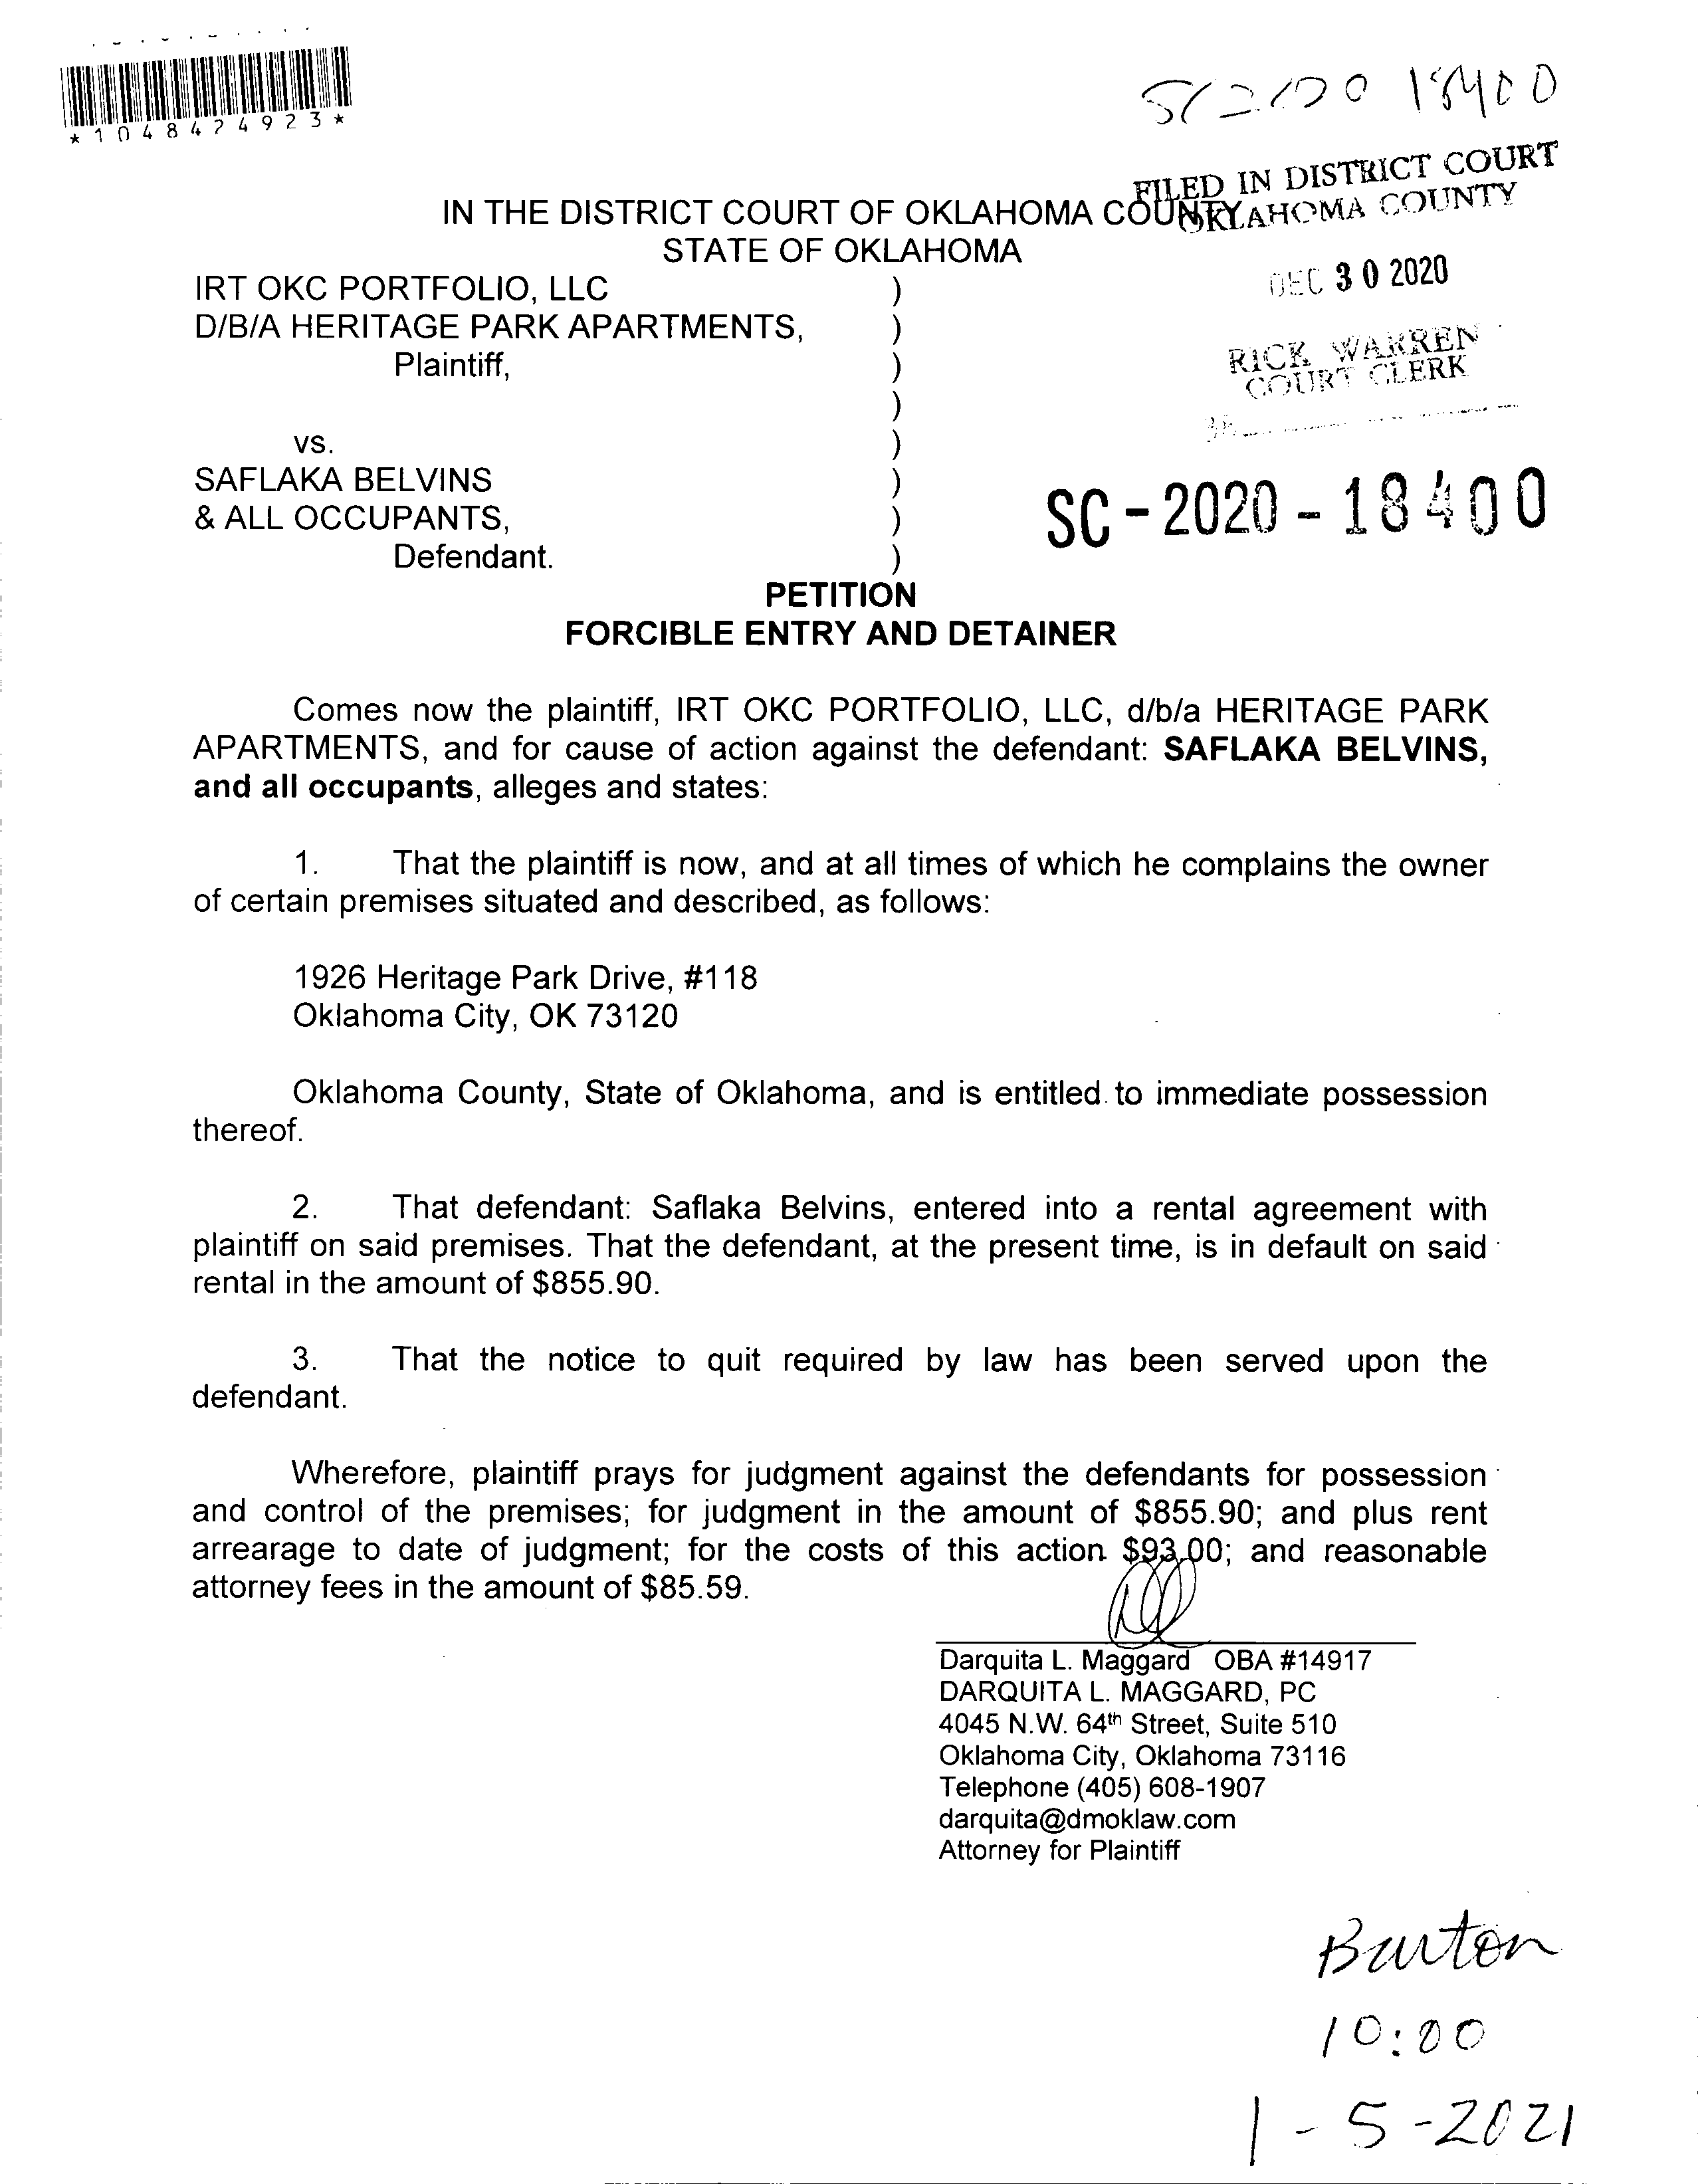 *1048424923*
FILED IN DISTRICT COURT
OKLAHOMA COUNTY
IN THE DISTRICT COURT OF OKLAHOMA COUNTY
STATE OF OKLAHOMA
DEC 30 2020
RICK WARREN
COURT CLERK
IRT OKC PORTFOLIO, LLC )
D/B/A HERITAGE PARK APARTMENTS, )
Plaintiff, )
)
vs. )
SAFLAKA BELVINS )
& ALL OCCUPANTS, )
Defendant. )
SC-2020-18400
PETITION
FORCIBLE ENTRY AND DETAINER
Comes now the plaintiff, IRT OKC PORTFOLIO, LLC, d/b/a HERITAGE PARK
APARTMENTS, and for cause of action against the defendant: SAFLAKA BELVINS,
and all occupants, alleges and states:
1. That the plaintiff is now, and at all times of which he complains the owner
of certain premises situated and described, as follows:
1926 Heritage Park Drive, #118
Oklahoma City, OK 73120
Oklahoma County, State of Oklahoma, and is entitled to immediate possession
thereof.
2. That defendant: Saflaka Belvins, entered into a rental agreement with
plaintiff on said premises. That the defendant, at the present time, is in default on said
rental in the amount of $855.90.
3. That the notice to quit required by law has been served upon the
defendant.
Wherefore, plaintiff prays for judgment against the defendants for possession
and control of the premises; for judgment in the amount of $855.90; and plus rent
arrearage to date of judgment; for the costs of this action $93.00; and reasonable
attorney fees in the amount of $85.59.
Darquita L. Maggard OBA #14917
DARQUITA L. MAGGARD, PC
4045 N.W. 64th Street, Suite 510
Oklahoma City, Oklahoma 73116
Telephone (405) 608-1907
darquita@dmoklaw.com
Attorney for Plaintiff
Burton
10:00
1-5-2021